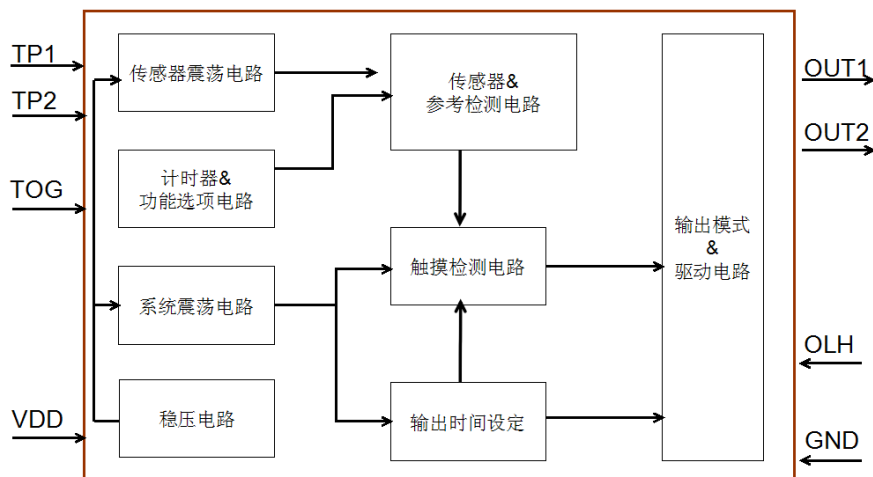 TP1
TP2
TOG
VDD
传感器震荡电路
计时器&
功能选项电路
系统震荡电路
稳压电路
传感器&
参考检测电路
触摸检测电路
输出时间设定
输出模式
&
驱动电路
OUT1
OUT2
OLH
GND